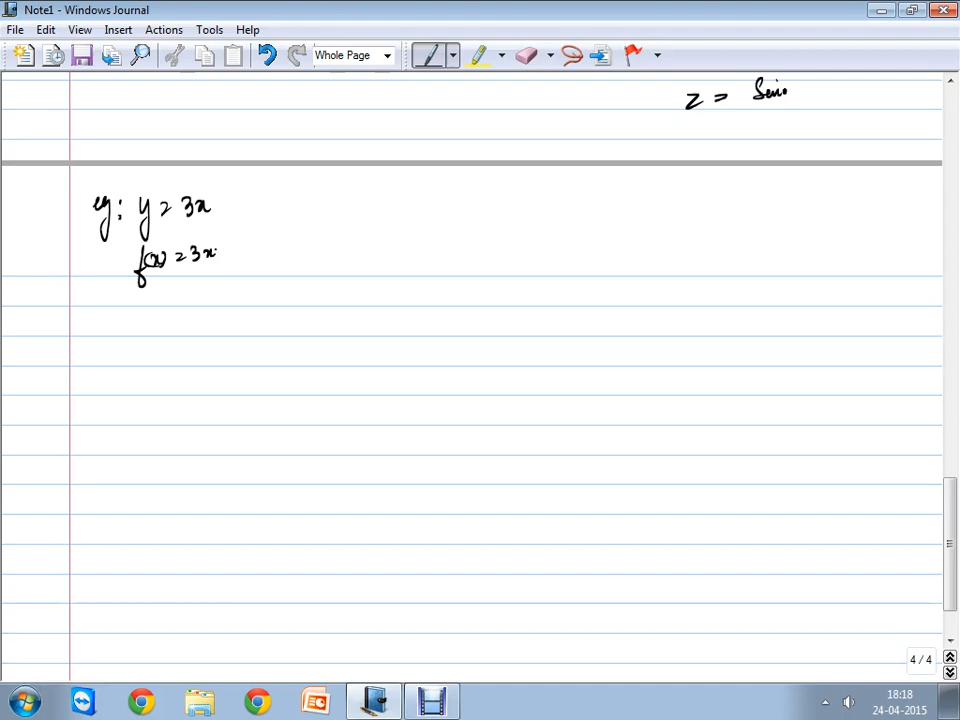 Note1 - Windows Journal
File Edit View Insert Actions Tools Help
Whole Page
z =
eg: y = 3x
f(x) = 3x
4 / 4
18:18
24-04-2015